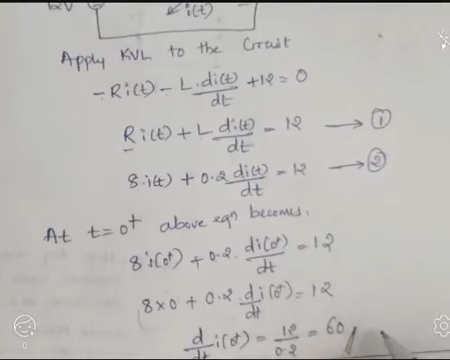 12V
i(t)
Apply KVL to the Circuit
-Ri(t) - L.di(t)/dt + 12 = 0
Ri(t) + L di(t)/dt = 12 → ①
8.i(t) + 0.2 di(t)/dt = 12 → ②
At t=0⁺ above eqn becomes.
8i(0⁺) + 0.2. di(0⁺)/dt = 12
8×0 + 0.2. d/dt i(0⁺) = 12
d/dt i(0⁺) = 12/0.2 = 60